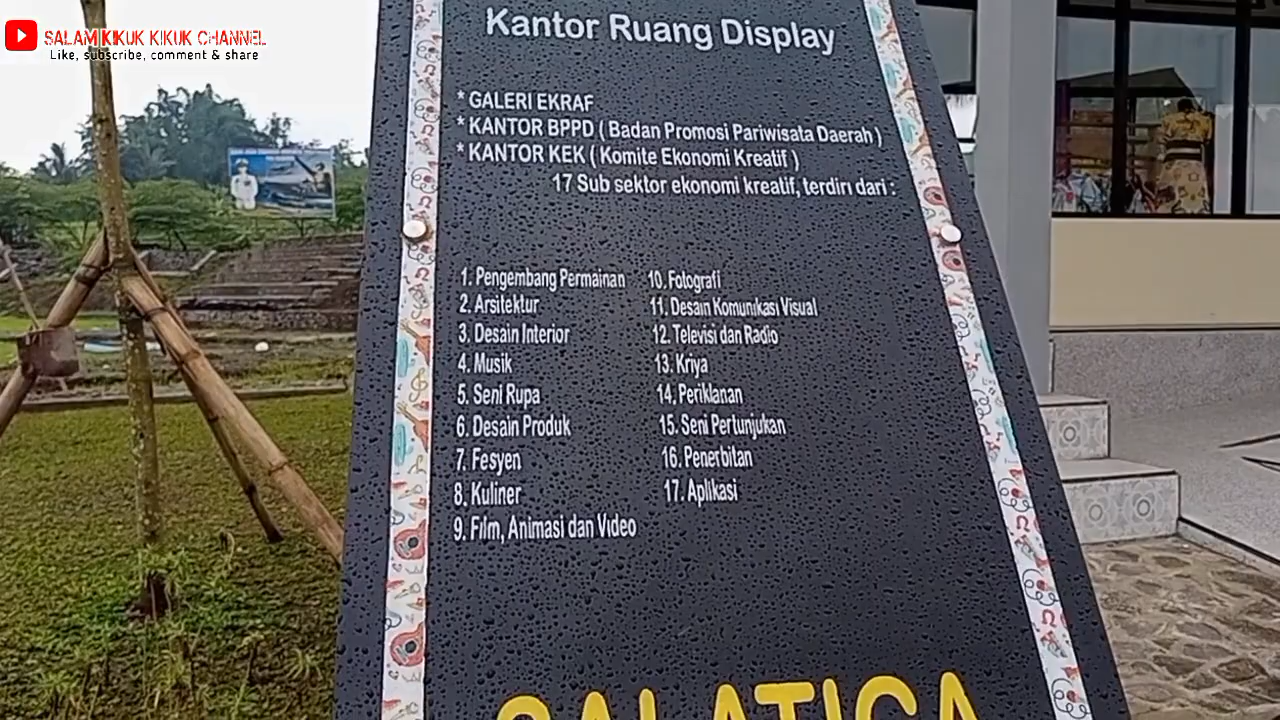 SALAM KIKUK KIKUK CHANNEL
Like, subscribe, comment & share
Kantor Ruang Display
* GALERI EKRAF
* KANTOR BPPD ( Badan Promosi Pariwisata Daerah )
* KANTOR KEK ( Komite Ekonomi Kreatif )
17 Sub sektor ekonomi kreatif, terdiri dari :
1. Pengembang Permainan
2. Arsitektur
3. Desain Interior
4. Musik
5. Seni Rupa
6. Desain Produk
7. Fesyen
8. Kuliner
9. Film, Animasi dan Video
10. Fotografi
11. Desain Komunikasi Visual
12. Televisi dan Radio
13. Kriya
14. Periklanan
15. Seni Pertunjukan
16. Penerbitan
17. Aplikasi
SALATIGA